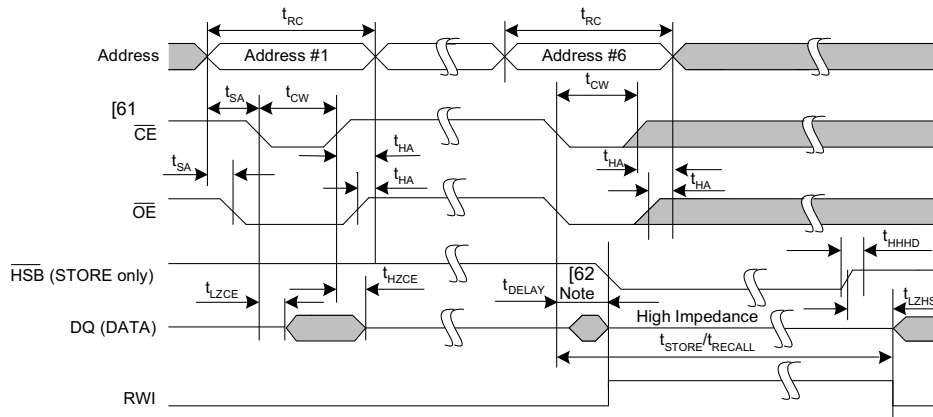 tRC tRC
Address Address #1 Address #6
tSA tCW tCW
[61
CE
tHA tHA
tSA
tHA tHA
OE
tHHHD
HSB (STORE only)
tHZCE [62
tLZCE tDELAY Note tLZHS
High Impedance
DQ (DATA)
tSTORE/tRECALL
RWI